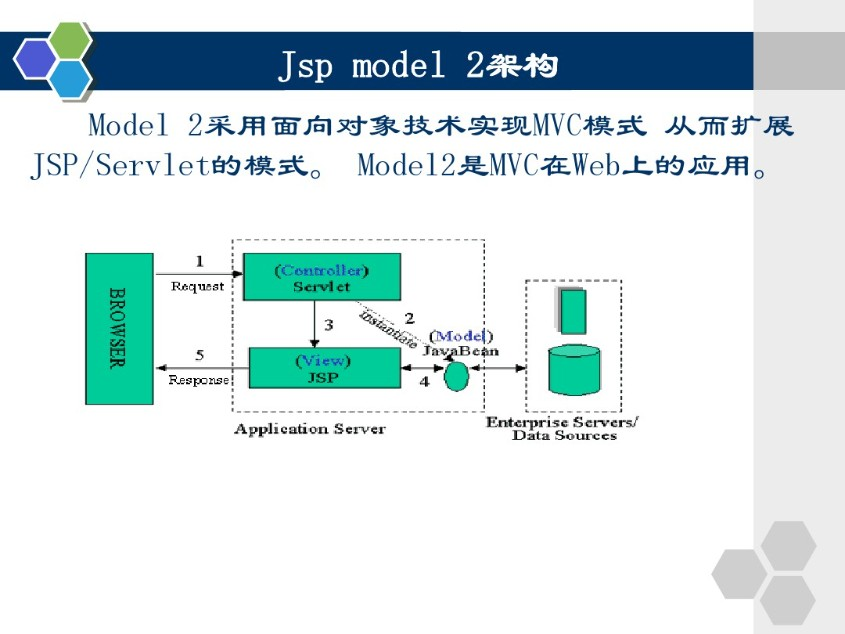 Jsp model 2架构
Model 2采用面向对象技术实现MVC模式 从而扩展
JSP/Servlet的模式。 Model2是MVC在Web上的应用。
BROWSER
1
Request
(Controller)
Servlet
2
instantiate
3
(Model)
JavaBean
5
Response
(View)
JSP
4
Application Server
Enterprise Servers/
Data Sources